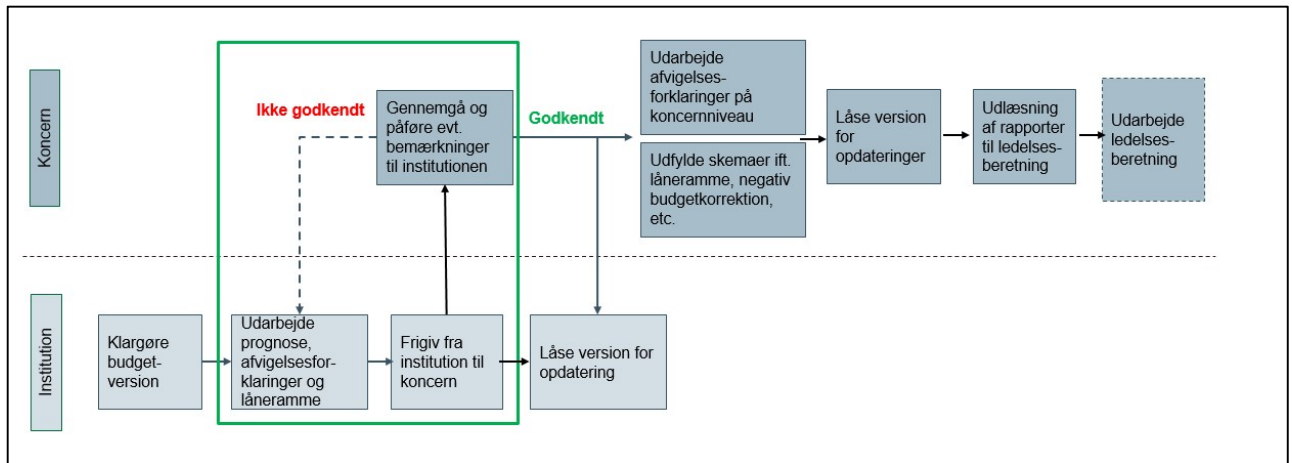 Koncern
Ikke godkendt
Gennemgå og
påføre evt.
bemærkninger
til institutionen
Godkendt
Udarbejde
afvigelses-
forklaringer på
koncernniveau
Udfylde skemaer ift.
låneramme, negativ
budgetkorrektion,
etc.
Låse version for
opdateringer
Udlæsning
af rapporter
til ledelses-
beretning
Udarbejde
ledelses-
beretning
Institution
Klargøre
budget-
version
Udarbejde
prognose,
afvigelsesfor-
klaringer og
låneramme
Frigiv fra
institution til
koncern
Låse version for
opdatering